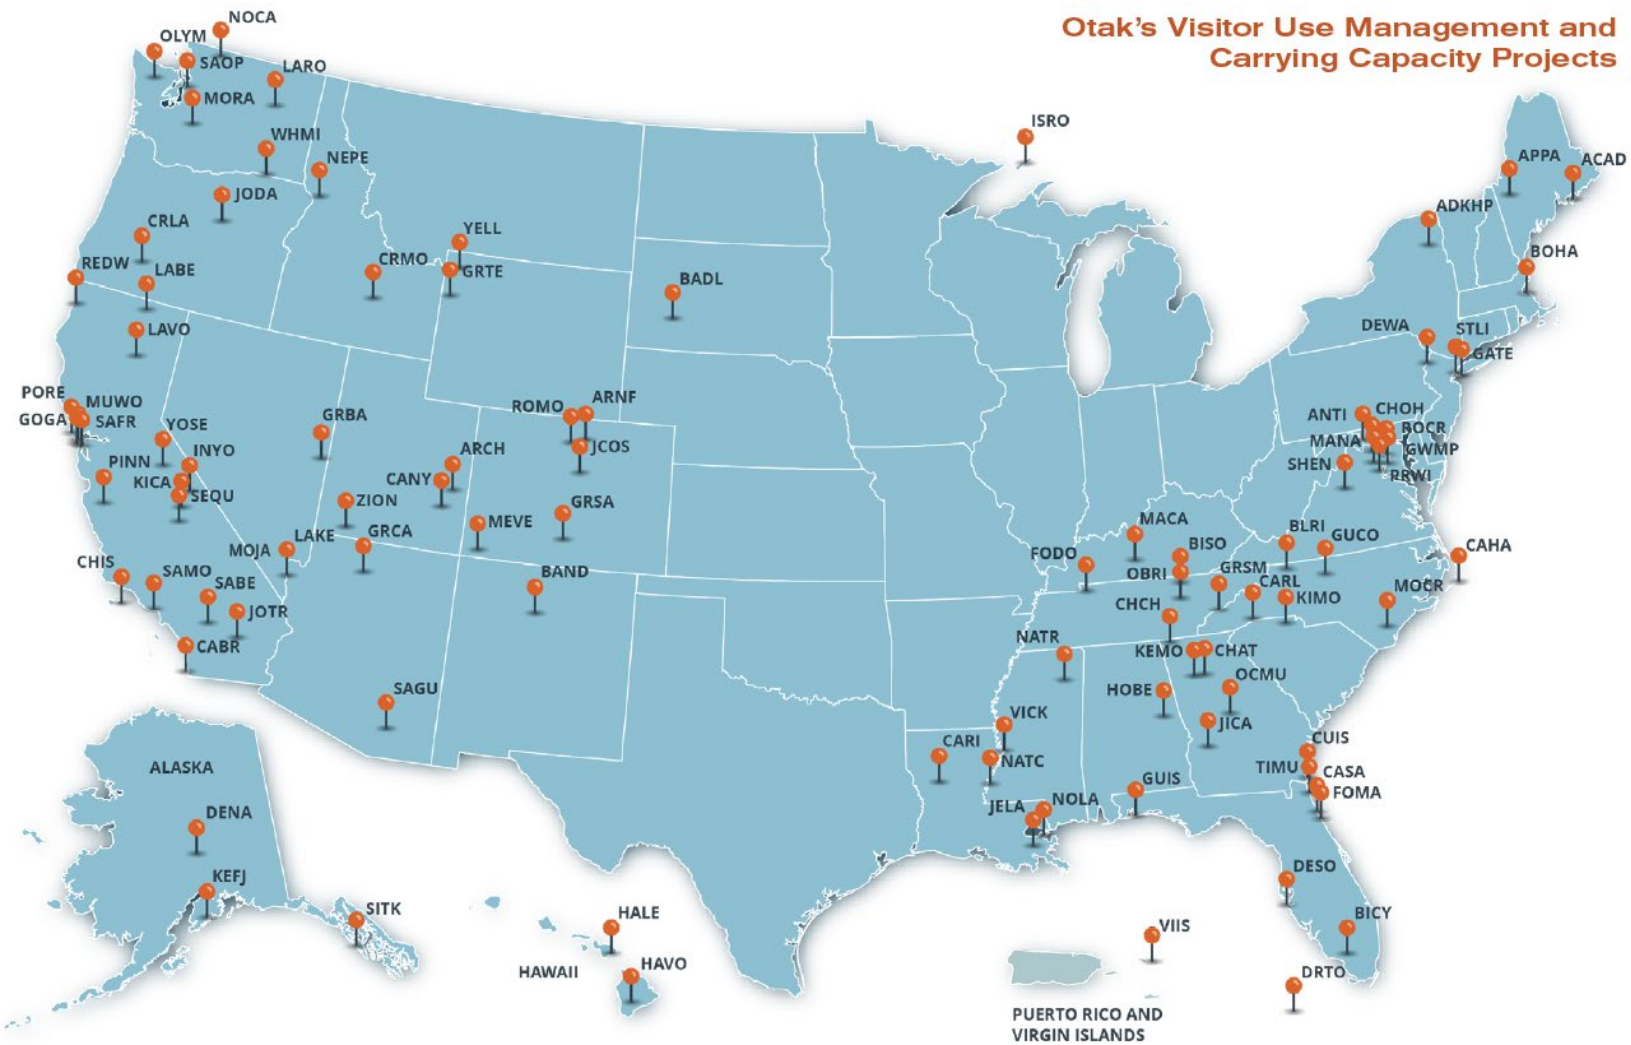 Otak's Visitor Use Management and
Carrying Capacity Projects
NOCA
OLYM
SAOP
LARO
MORA
WHMI
NEPE
JODA
CRLA
REDW
LABE
LAVO
YELL
CRMO
GRTE
BADL
ISRO
APPA
ACAD
ADKHP
BOHA
DEWA
STLI
GATE
PORE
MUWO
GOGA
SAFR
YOSE
INYO
PINN
KICA
SEQU
GRBA
ROMO
ARNF
JCOS
ARCH
CANY
ZION
MEVE
GRSA
LAKE
GRCA
MOJA
CHIS
SAMO
SABE
JOTR
CABR
BAND
SAGU
ANTI
CHOH
ROCR
MANA
GWMP
SHEN
PRWI
MACA
BLRI
GUCO
CAHA
FODO
BISO
OBRI
GRSM
CARL
KIMO
MOCR
CHCH
NATR
KEMO
CHAT
HOBE
OCMU
JICA
VICK
CARI
NATC
CUIS
TIMU
CASA
FOMA
GUIS
JELA
NOLA
DESO
BICY
DRTO
VIIS
ALASKA
DENA
KEFJ
SITK
HALE
HAWAII
HAVO
PUERTO RICO AND
VIRGIN ISLANDS